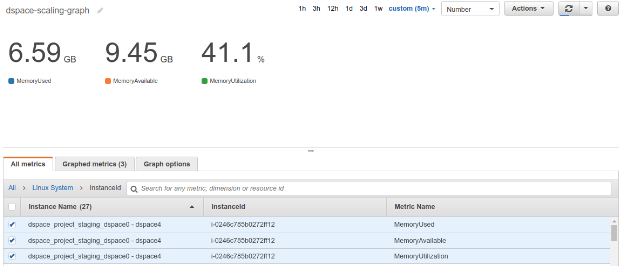 dspace-scaling-graph
1h 3h 12h 1d 3d 1w custom (5m) Number Actions
6.59 GB 9.45 GB 41.1 %
MemoryUsed MemoryAvailable MemoryUtilization
All metrics Graphed metrics (3) Graph options
All > Linux System > InstanceId Search for any metric, dimension or resource id
Instance Name (27) InstanceId Metric Name
dspace_project_staging_dspace0 - dspace4 i-0246c785b0272ff12 MemoryUsed
dspace_project_staging_dspace0 - dspace4 i-0246c785b0272ff12 MemoryAvailable
dspace_project_staging_dspace0 - dspace4 i-0246c785b0272ff12 MemoryUtilization